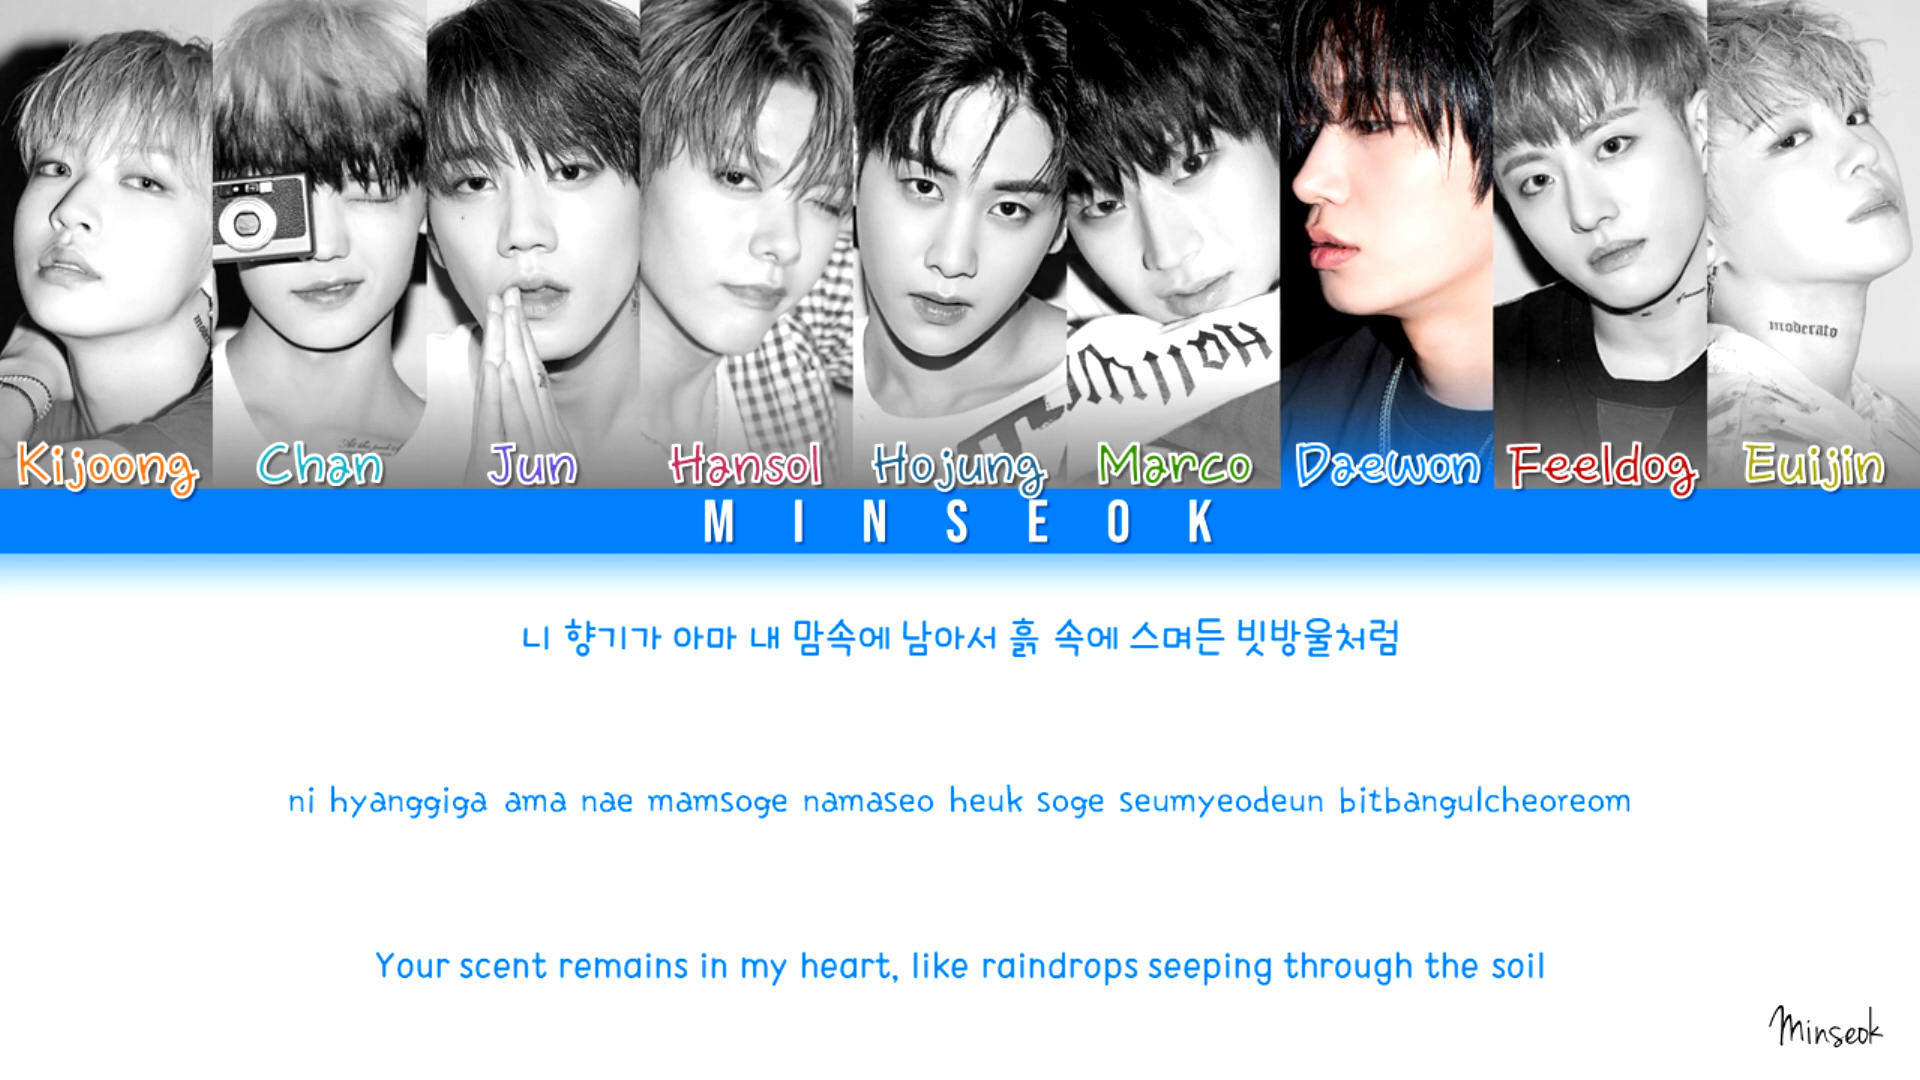 moderato
Kijoong Chan Jun Hansol Hojung Marco Daewon Feeldog Euijin
MINSEOK
니 향기가 아마 내 맘속에 남아서 흙 속에 스며든 빗방울처럼
ni hyanggiga ama nae mamsoge namaseo heuk soge seumyeodeun bitbangulcheoreom
Your scent remains in my heart, like raindrops seeping through the soil
Minseok